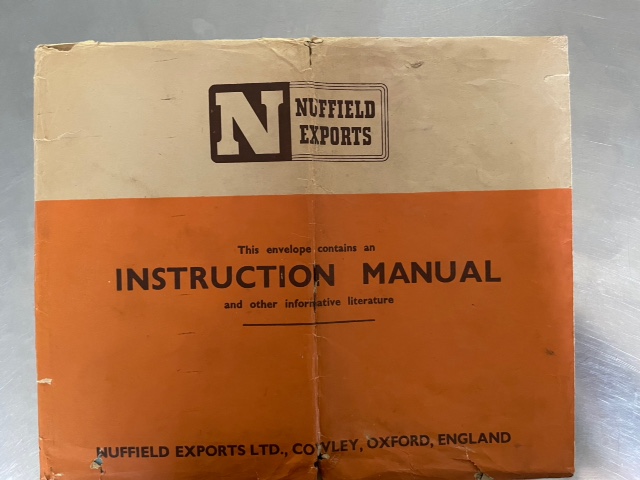 N
NUFFIELD
EXPORTS
This envelope contains an
INSTRUCTION MANUAL
and other informative literature
NUFFIELD EXPORTS LTD., COWLEY, OXFORD, ENGLAND